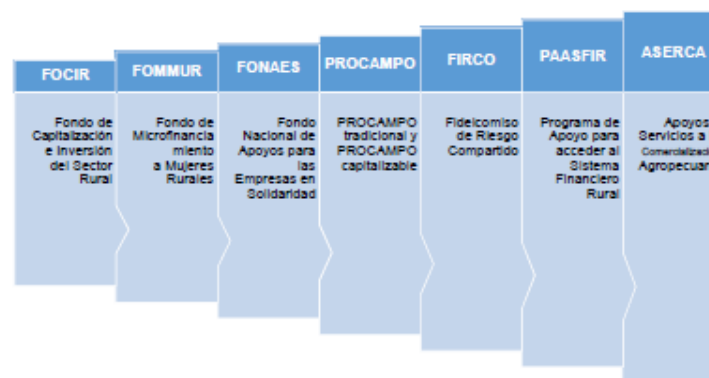 FOCIR
Fondo de
Capitalización
e Inversión
del Sector
Rural
FOMMUR
Fondo de
Microfinancia
miento
a Mujeres
Rurales
FONAES
Fondo
Nacional de
Apoyos para
las
Empresas en
Solidaridad
PROCAMPO
PROCAMPO
tradicional y
PROCAMPO
capitalizable
FIRCO
Fideicomiso
de Riesgo
Compartido
PAASFIR
Programa de
Apoyo para
acceder al
Sistema
Financiero
Rural
ASERCA
Apoyos
Servicios a